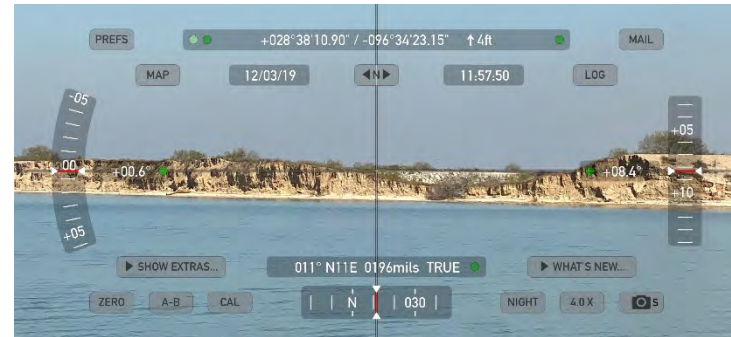 PREFS +028°38'10.90" / -096°34'23.15" ↑4ft MAIL
MAP 12/03/19 ◀N▶ 11:57:50 LOG
-05
+05
00 +00.6° +08.4°
+10
+05
▶ SHOW EXTRAS... 011° N11E 0196mils TRUE ▶ WHAT'S NEW...
ZERO A-B CAL N 030 NIGHT 4.0 X S